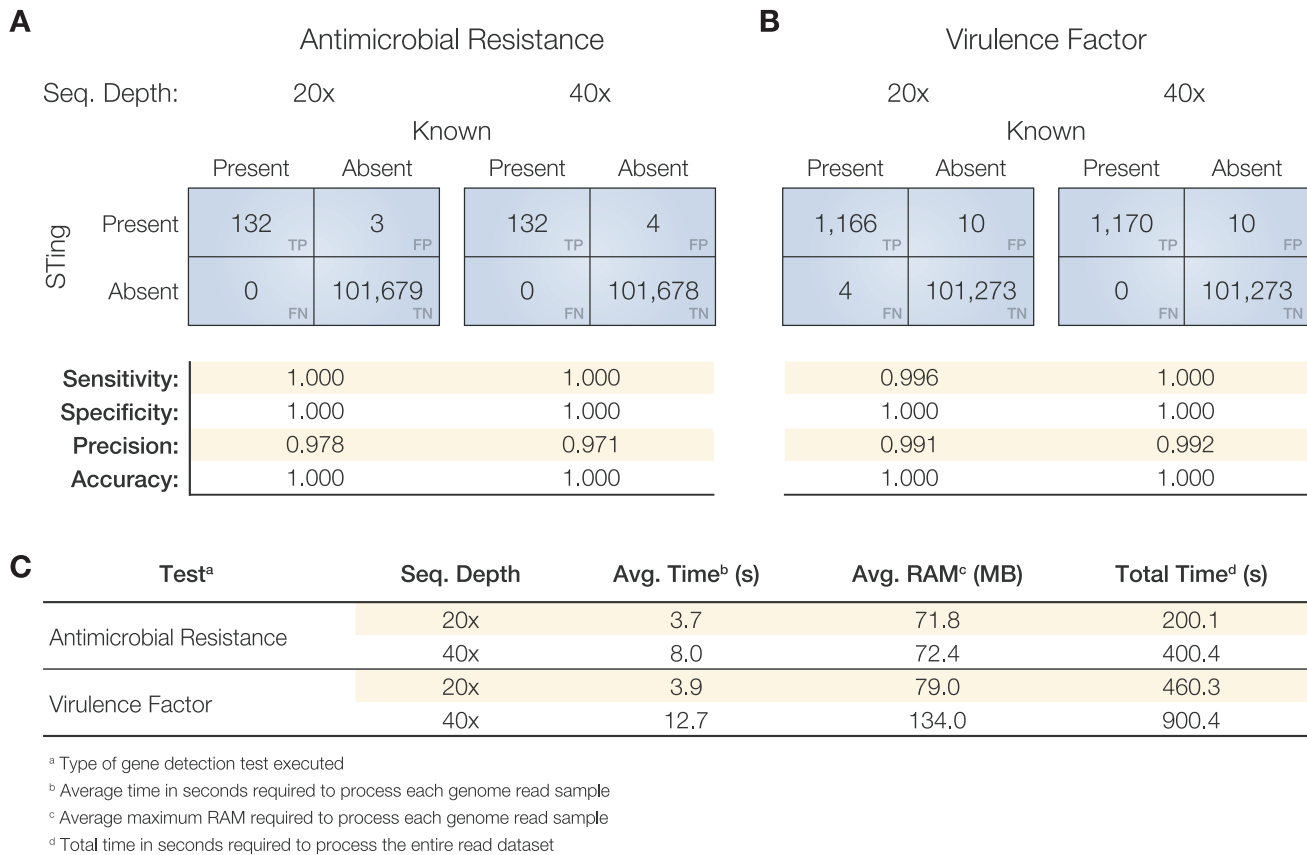 A
Antimicrobial Resistance
Seq. Depth: 20x 40x
Known
Present Absent Present Absent
STing
Present 132 TP 3 FP 132 TP 4 FP
Absent 0 FN 101,679 TN 0 FN 101,678 TN
Sensitivity: 1.000 1.000
Specificity: 1.000 1.000
Precision: 0.978 0.971
Accuracy: 1.000 1.000
B
Virulence Factor
20x 40x
Known
Present Absent Present Absent
1,166 TP 10 FP 1,170 TP 10 FP
4 FN 101,273 TN 0 FN 101,273 TN
0.996 1.000
1.000 1.000
0.991 0.992
1.000 1.000
C
Testᵃ Seq. Depth Avg. Timeᵇ (s) Avg. RAMᶜ (MB) Total Timeᵈ (s)
Antimicrobial Resistance
20x 3.7 71.8 200.1
40x 8.0 72.4 400.4
Virulence Factor
20x 3.9 79.0 460.3
40x 12.7 134.0 900.4
ᵃ Type of gene detection test executed
ᵇ Average time in seconds required to process each genome read sample
ᶜ Average maximum RAM required to process each genome read sample
ᵈ Total time in seconds required to process the entire read dataset